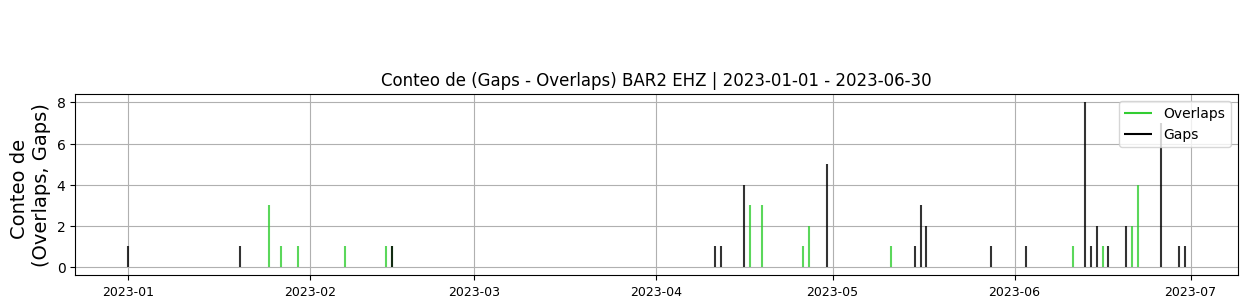 Conteo de (Gaps - Overlaps) BAR2 EHZ | 2023-01-01 - 2023-06-30
Conteo de
(Overlaps, Gaps)
8
6
4
2
0
Overlaps
Gaps
2023-01 2023-02 2023-03 2023-04 2023-05 2023-06 2023-07